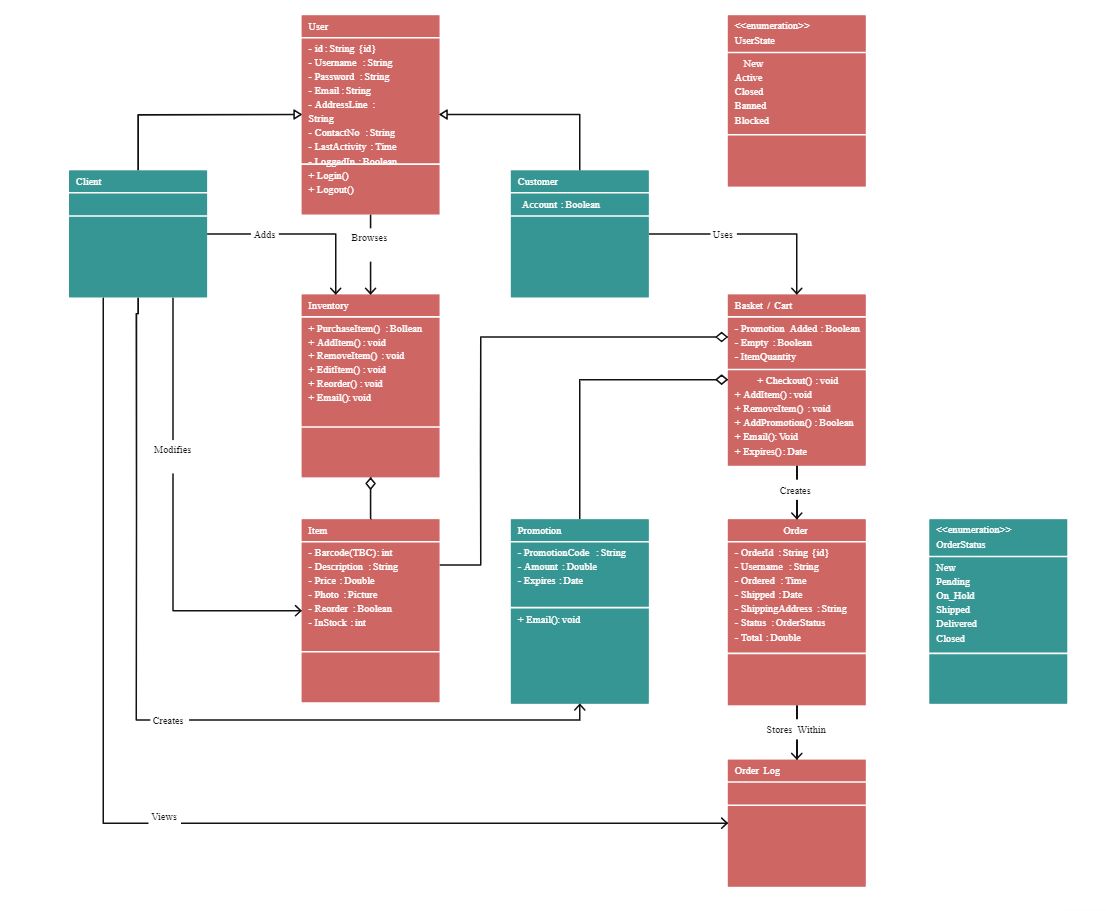 User
- id : String {id}
- Username : String
- Password : String
- Email : String
- AddressLine :
String
- ContactNo : String
- LastActivity : Time
- LoggedIn : Boolean
+ Login()
+ Logout()
<<enumeration>>
UserState
New
Active
Closed
Banned
Blocked
Client
Customer
Account : Boolean
Adds
Browses
Uses
Inventory
+ PurchaseItem() : Bollean
+ AddItem() : void
+ RemoveItem() : void
+ EditItem() : void
+ Reorder() : void
+ Email(): void
Basket / Cart
- Promotion Added : Boolean
- Empty : Boolean
- ItemQuantity
+ Checkout() : void
+ AddItem() : void
+ RemoveItem() : void
+ AddPromotion() : Boolean
+ Email(): Void
+ Expires(): Date
Modifies
Creates
Item
- Barcode(TBC): int
- Description : String
- Price : Double
- Photo : Picture
- Reorder : Boolean
- InStock : int
Promotion
- PromotionCode : String
- Amount : Double
- Expires : Date
+ Email(): void
Order
- OrderId : String {id}
- Username : String
- Ordered : Time
- Shipped : Date
- ShippingAddress : String
- Status : OrderStatus
- Total : Double
<<enumeration>>
OrderStatus
New
Pending
On_Hold
Shipped
Delivered
Closed
Creates
Stores Within
Order Log
Views